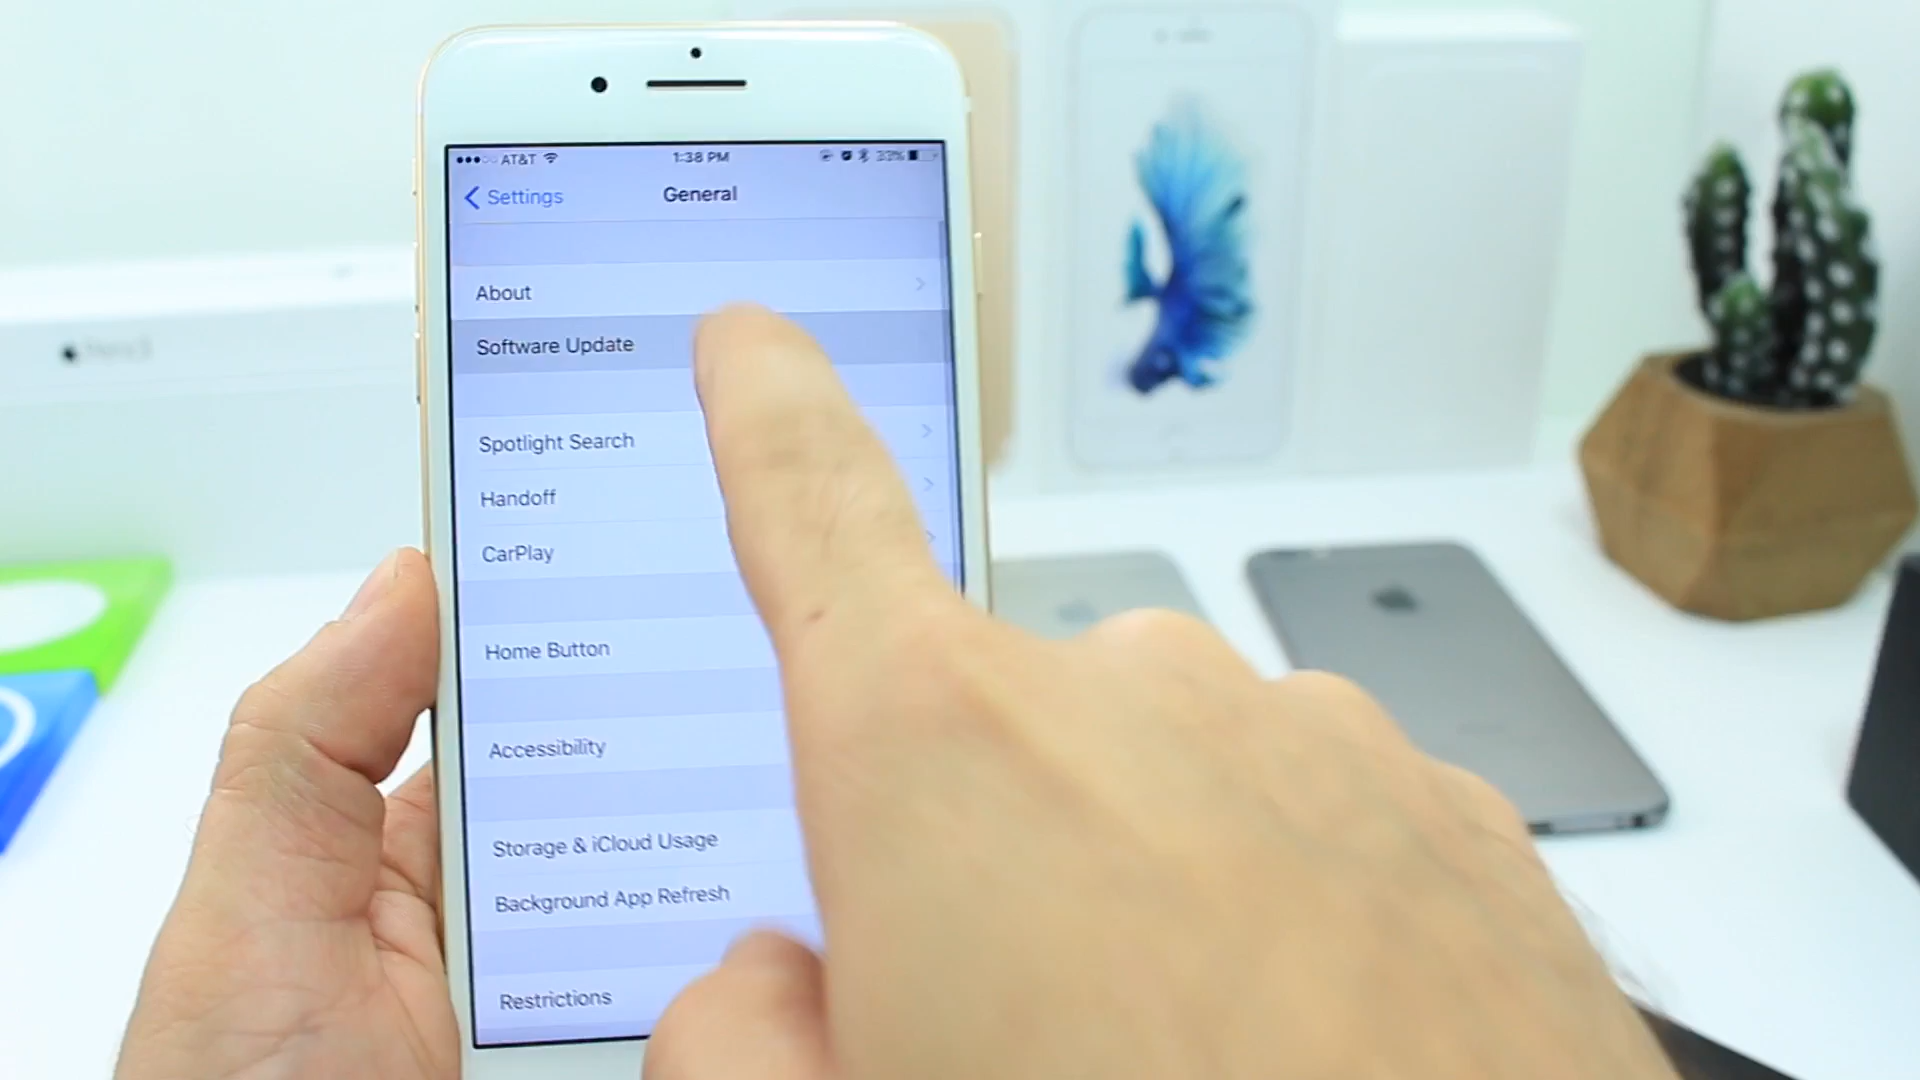 AT&T 1:38 PM 33%
Settings General
About
Software Update
Spotlight Search
Handoff
CarPlay
Home Button
Accessibility
Storage & iCloud Usage
Background App Refresh
Restrictions